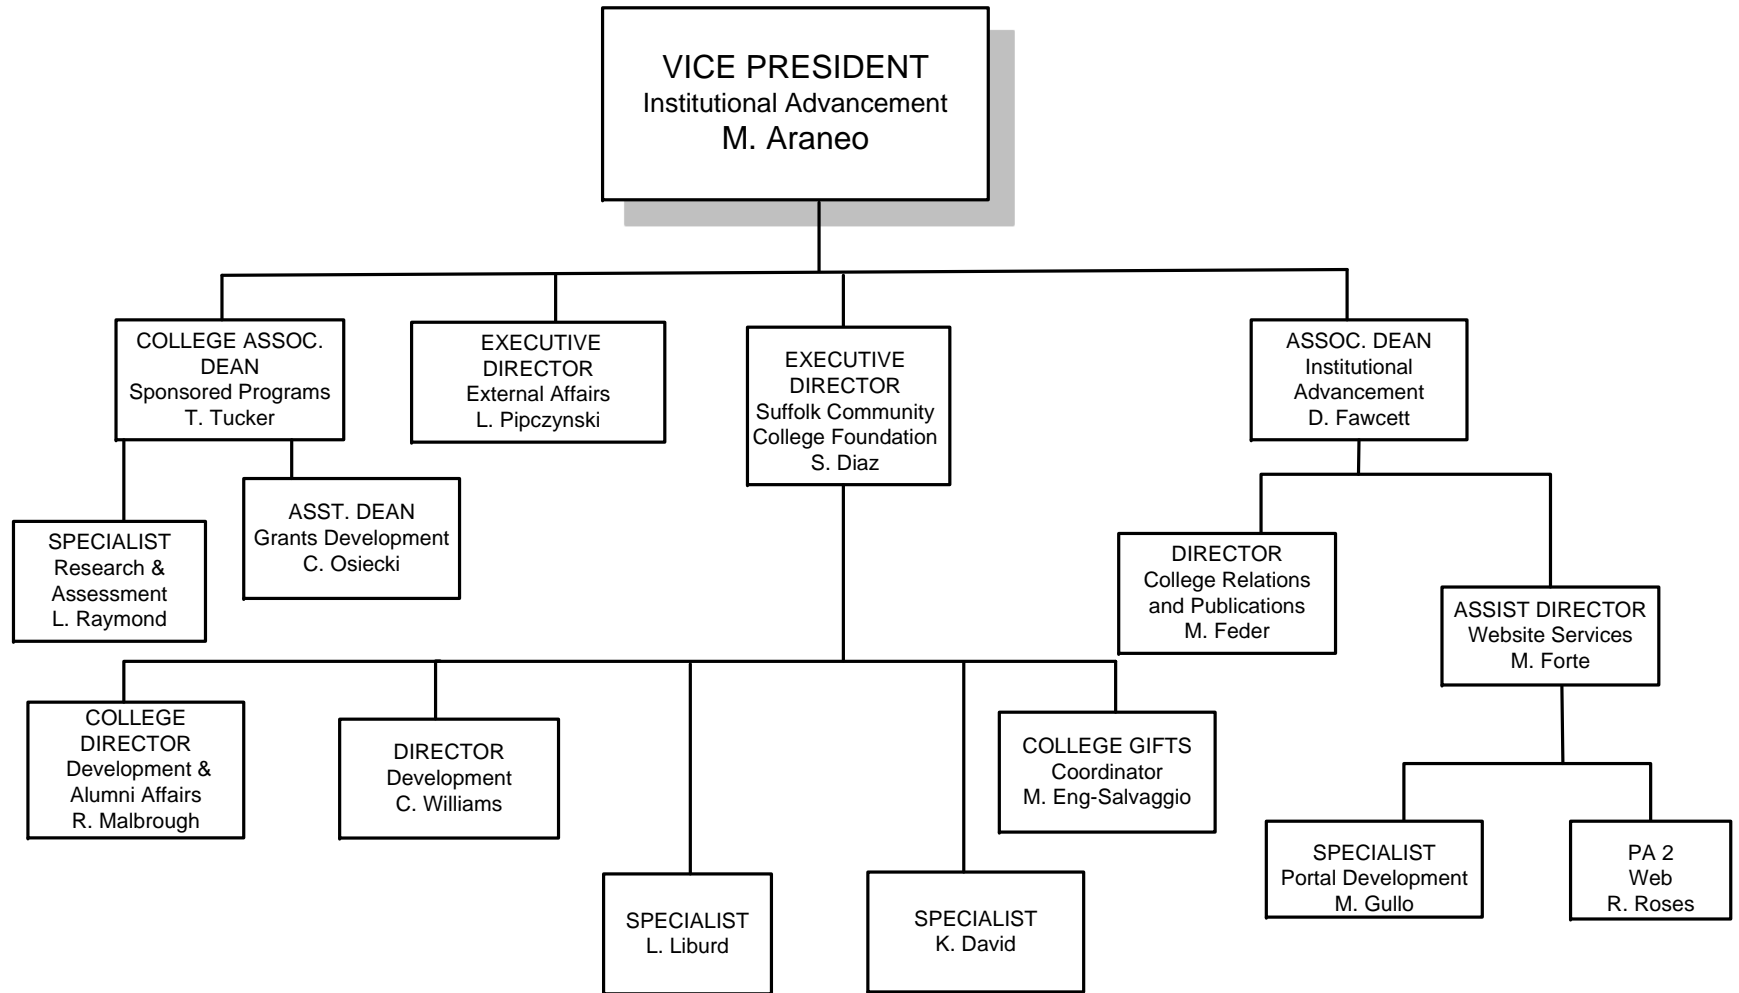 VICE PRESIDENT
Institutional Advancement
M. Araneo
COLLEGE ASSOC.
DEAN
Sponsored Programs
T. Tucker
EXECUTIVE
DIRECTOR
External Affairs
L. Pipczynski
EXECUTIVE
DIRECTOR
Suffolk Community
College Foundation
S. Diaz
ASSOC. DEAN
Institutional
Advancement
D. Fawcett
SPECIALIST
Research &
Assessment
L. Raymond
ASST. DEAN
Grants Development
C. Osiecki
DIRECTOR
College Relations
and Publications
M. Feder
ASSIST DIRECTOR
Website Services
M. Forte
COLLEGE
DIRECTOR
Development &
Alumni Affairs
R. Malbrough
DIRECTOR
Development
C. Williams
SPECIALIST
L. Liburd
SPECIALIST
K. David
COLLEGE GIFTS
Coordinator
M. Eng-Salvaggio
SPECIALIST
Portal Development
M. Gullo
PA 2
Web
R. Roses